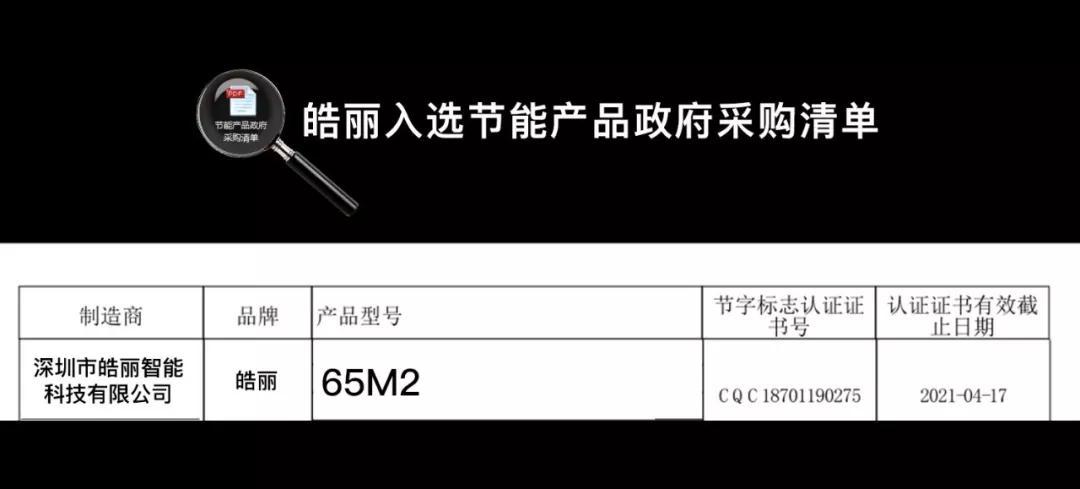 PDF
节能产品政府
采购清单
皓丽入选节能产品政府采购清单
制造商 品牌 产品型号 节字标志认证证书号 认证证书有效截止日期
深圳市皓丽智能科技有限公司 皓丽 65M2 CQC18701190275 2021-04-17